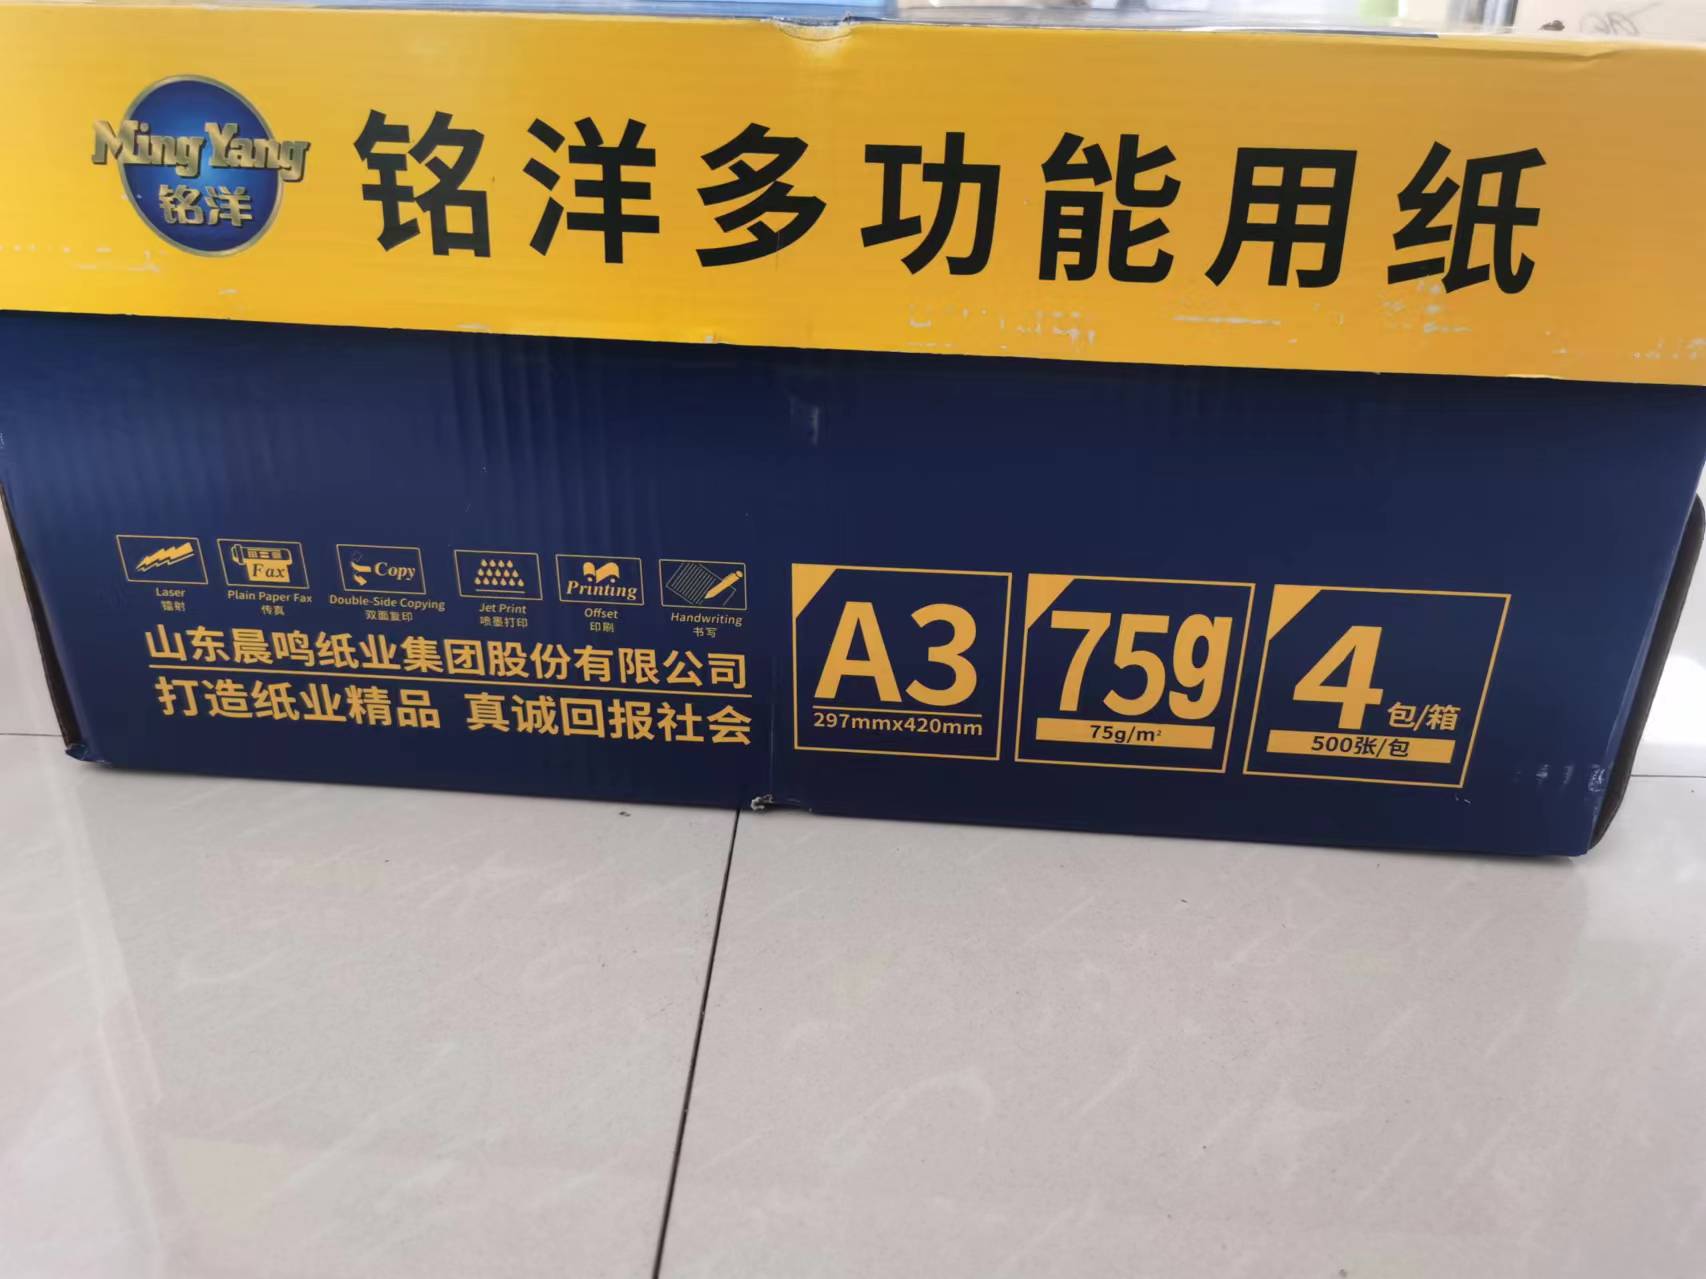 Ming Yang
铭洋
铭洋多功能用纸
Fax
Copy
Printing
Laser
镭射
Plain Paper Fax
传真
Double-Side Copying
双面复印
Jet Print
喷墨打印
Offset
印刷
Handwriting
书写
山东晨鸣纸业集团股份有限公司
打造纸业精品 真诚回报社会
A3
297mmx420mm
75g
75g/m²
4包/箱
500张/包